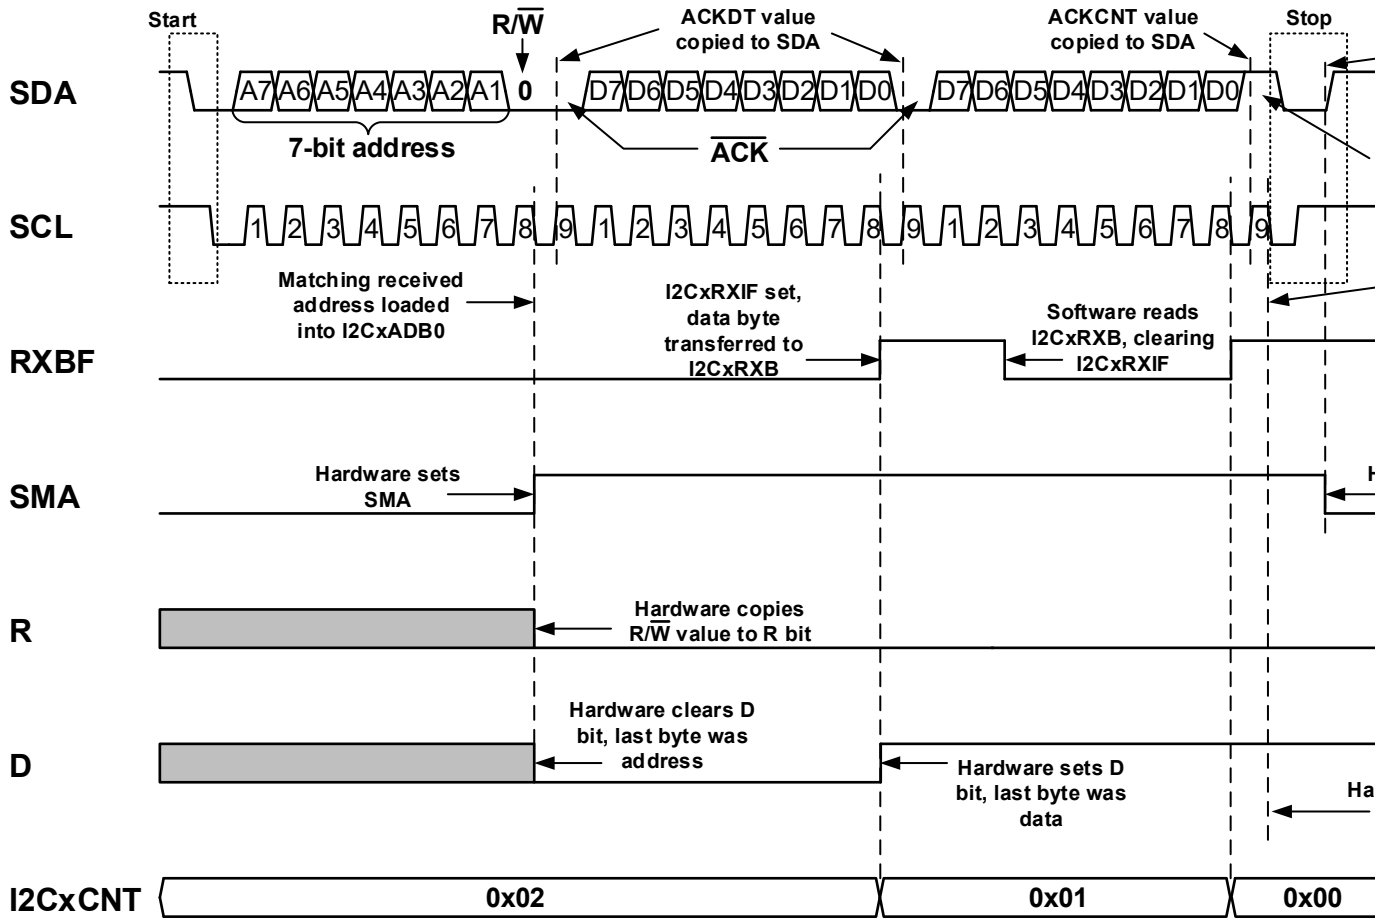 Start
R/W
ACKDT value
copied to SDA
ACKCNT value
copied to SDA
Stop
SDA
A7 A6 A5 A4 A3 A2 A1 0 D7 D6 D5 D4 D3 D2 D1 D0 D7 D6 D5 D4 D3 D2 D1 D0
7-bit address
ACK
SCL
1 2 3 4 5 6 7 8 9 1 2 3 4 5 6 7 8 9 1 2 3 4 5 6 7 8 9
Matching received
address loaded
into I2CxADB0
I2CxRXIF set,
data byte
transferred to
I2CxRXB
Software reads
I2CxRXB, clearing
I2CxRXIF
RXBF
Hardware sets
SMA
H
SMA
Hardware copies
R/W value to R bit
R
Hardware clears D
bit, last byte was
address
Hardware sets D
bit, last byte was
data
Ha
D
I2CxCNT
0x02
0x01
0x00